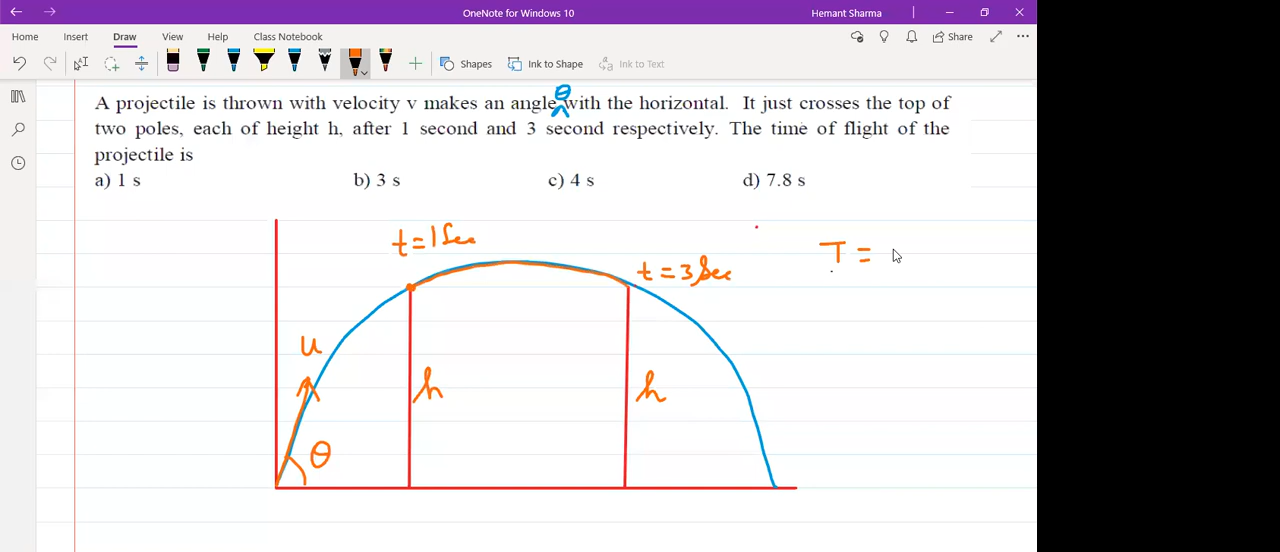 OneNote for Windows 10
Hemant Sharma
Home Insert Draw View Help Class Notebook
Share
Shapes Ink to Shape Ink to Text
θ
A projectile is thrown with velocity v makes an angle with the horizontal. It just crosses the top of
two poles, each of height h, after 1 second and 3 second respectively. The time of flight of the
projectile is
a) 1 s b) 3 s c) 4 s d) 7.8 s
t = 1 Sec
T =
t = 3 Sec
u
h h
θ